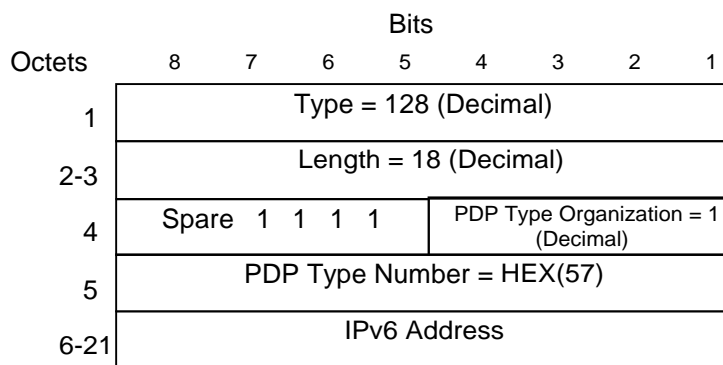 Bits
Octets 8 7 6 5 4 3 2 1
1 Type = 128 (Decimal)
2-3 Length = 18 (Decimal)
4 Spare 1 1 1 1 PDP Type Organization = 1
(Decimal)
5 PDP Type Number = HEX(57)
6-21 IPv6 Address